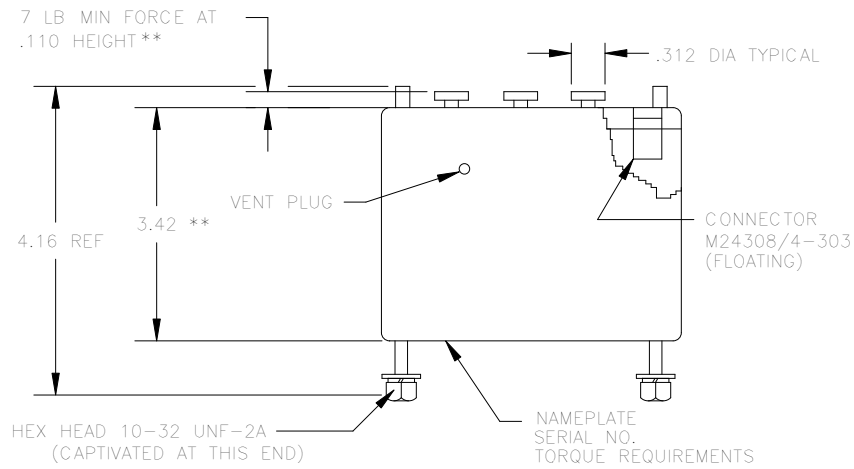 7 LB MIN FORCE AT
.110 HEIGHT**
.312 DIA TYPICAL
VENT PLUG
4.16 REF
3.42 **
CONNECTOR
M24308/4-303
(FLOATING)
HEX HEAD 10-32 UNF-2A
(CAPTIVATED AT THIS END)
NAMEPLATE
SERIAL NO.
TORQUE REQUIREMENTS